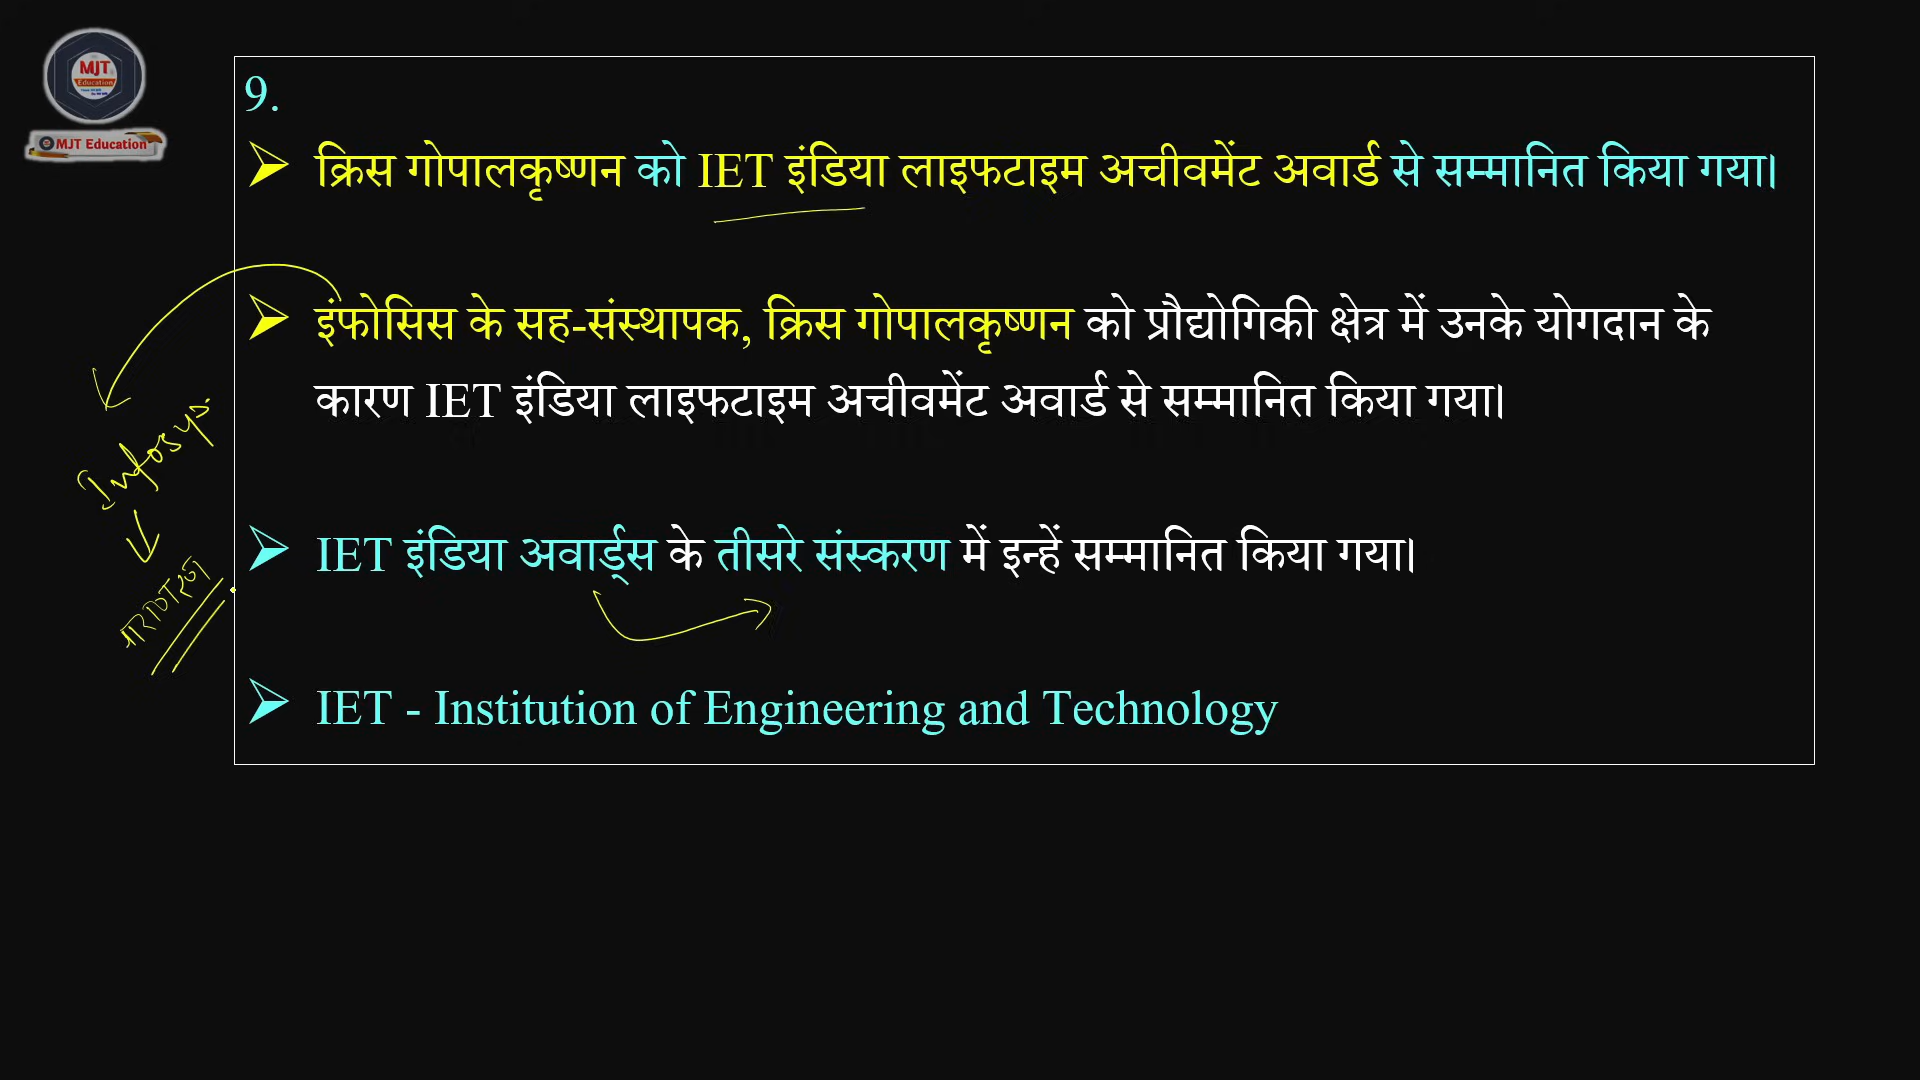 MJT
Education
MJT Education
9.
क्रिस गोपालकृष्णन को IET इंडिया लाइफटाइम अचीवमेंट अवार्ड से सम्मानित किया गया।
इंफोसिस के सह-संस्थापक, क्रिस गोपालकृष्णन को प्रौद्योगिकी क्षेत्र में उनके योगदान के
कारण IET इंडिया लाइफटाइम अचीवमेंट अवार्ड से सम्मानित किया गया।
Infosys.
IET इंडिया अवार्ड्स के तीसरे संस्करण में इन्हें सम्मानित किया गया।
IET - Institution of Engineering and Technology